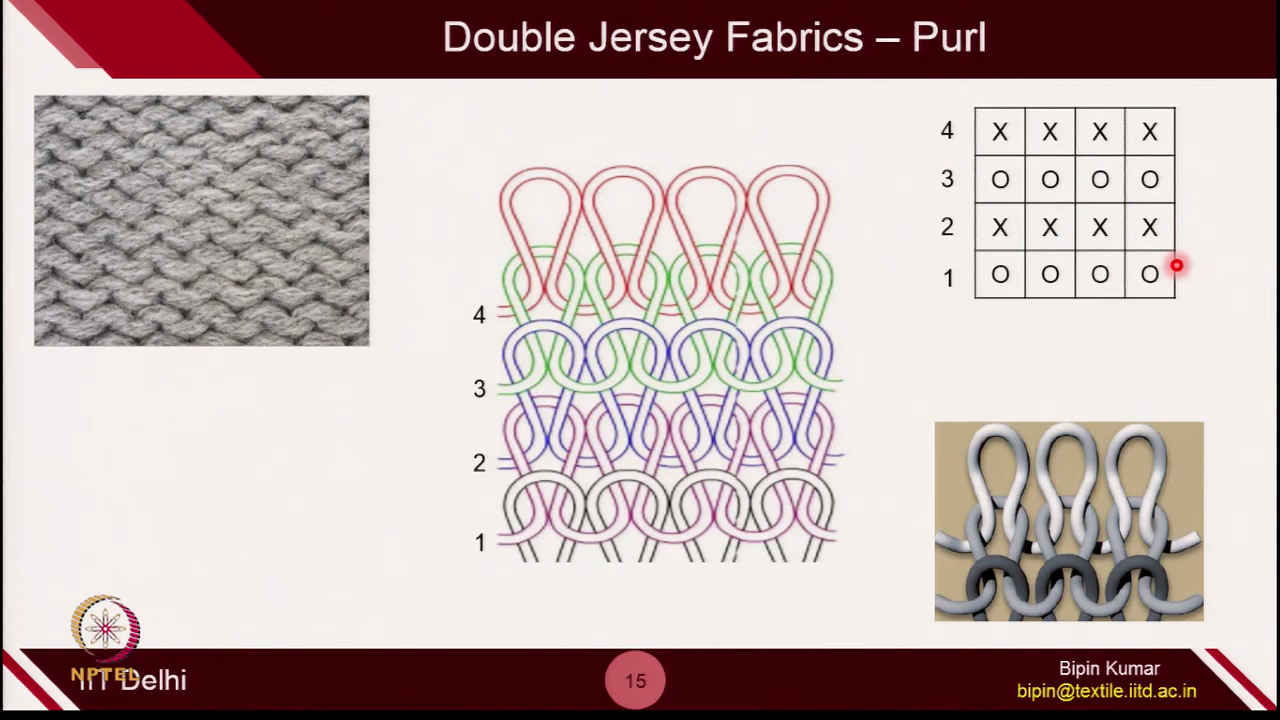 Double Jersey Fabrics – Purl
4 X X X X
3 O O O O
2 X X X X
1 O O O O
4
3
2
1
NPTEL
IIT Delhi
15
Bipin Kumar
bipin@textile.iitd.ac.in